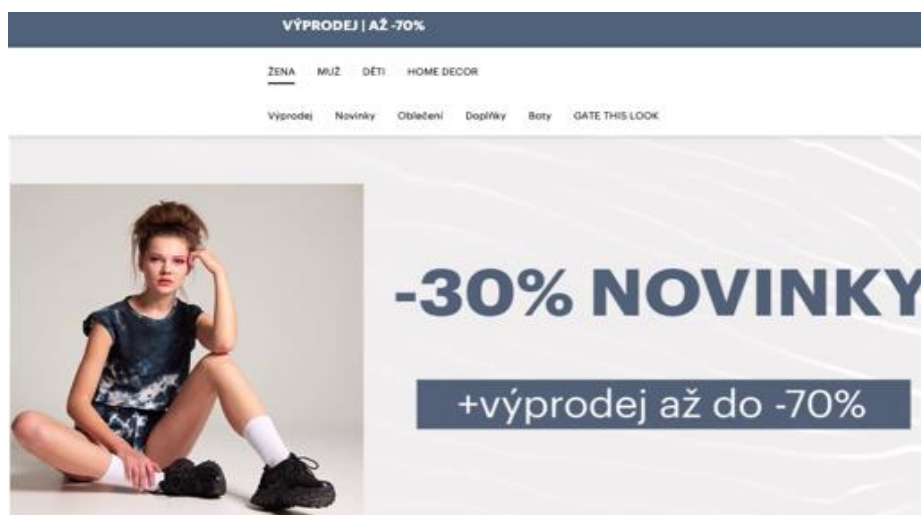 VÝPRODEJ | AŽ -70%
ŽENA MUŽ DĚTI HOME DECOR
Výprodej Novinky Oblečení Doplňky Boty GATE THIS LOOK
-30% NOVINKY
+výprodej až do -70%